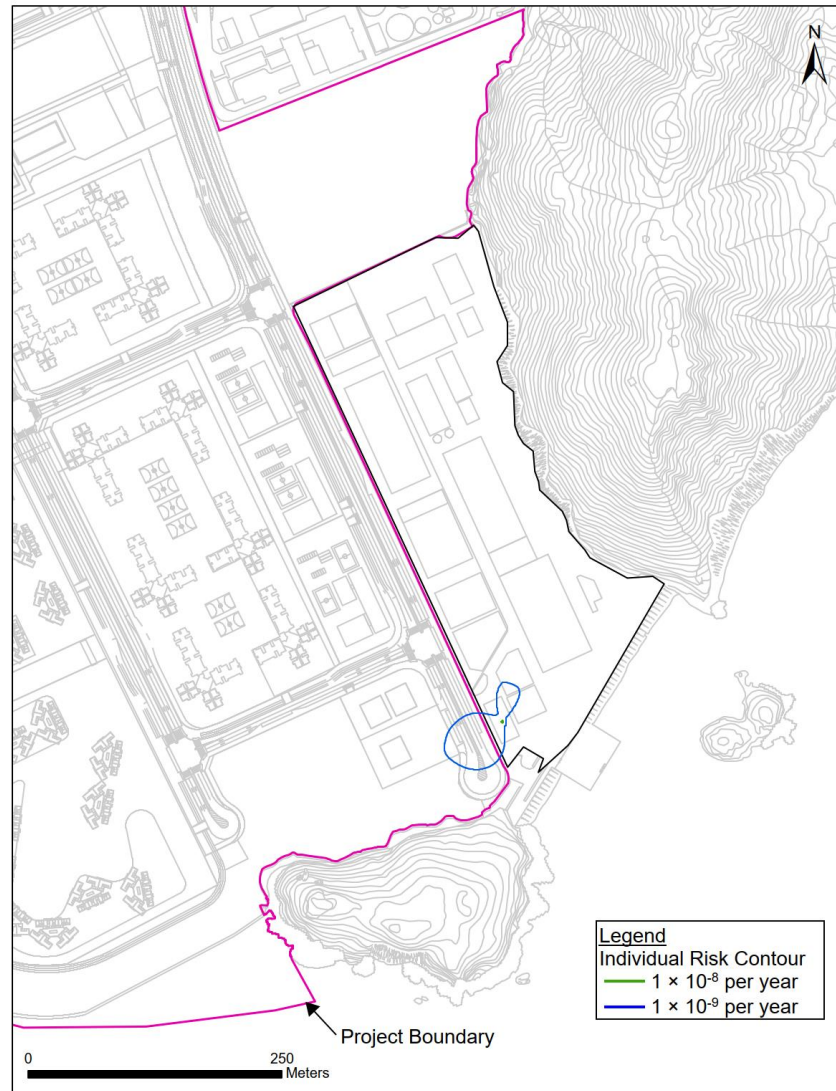 N
Legend
Individual Risk Contour
1 × 10⁻⁸ per year
1 × 10⁻⁹ per year
Project Boundary
0 250
Meters